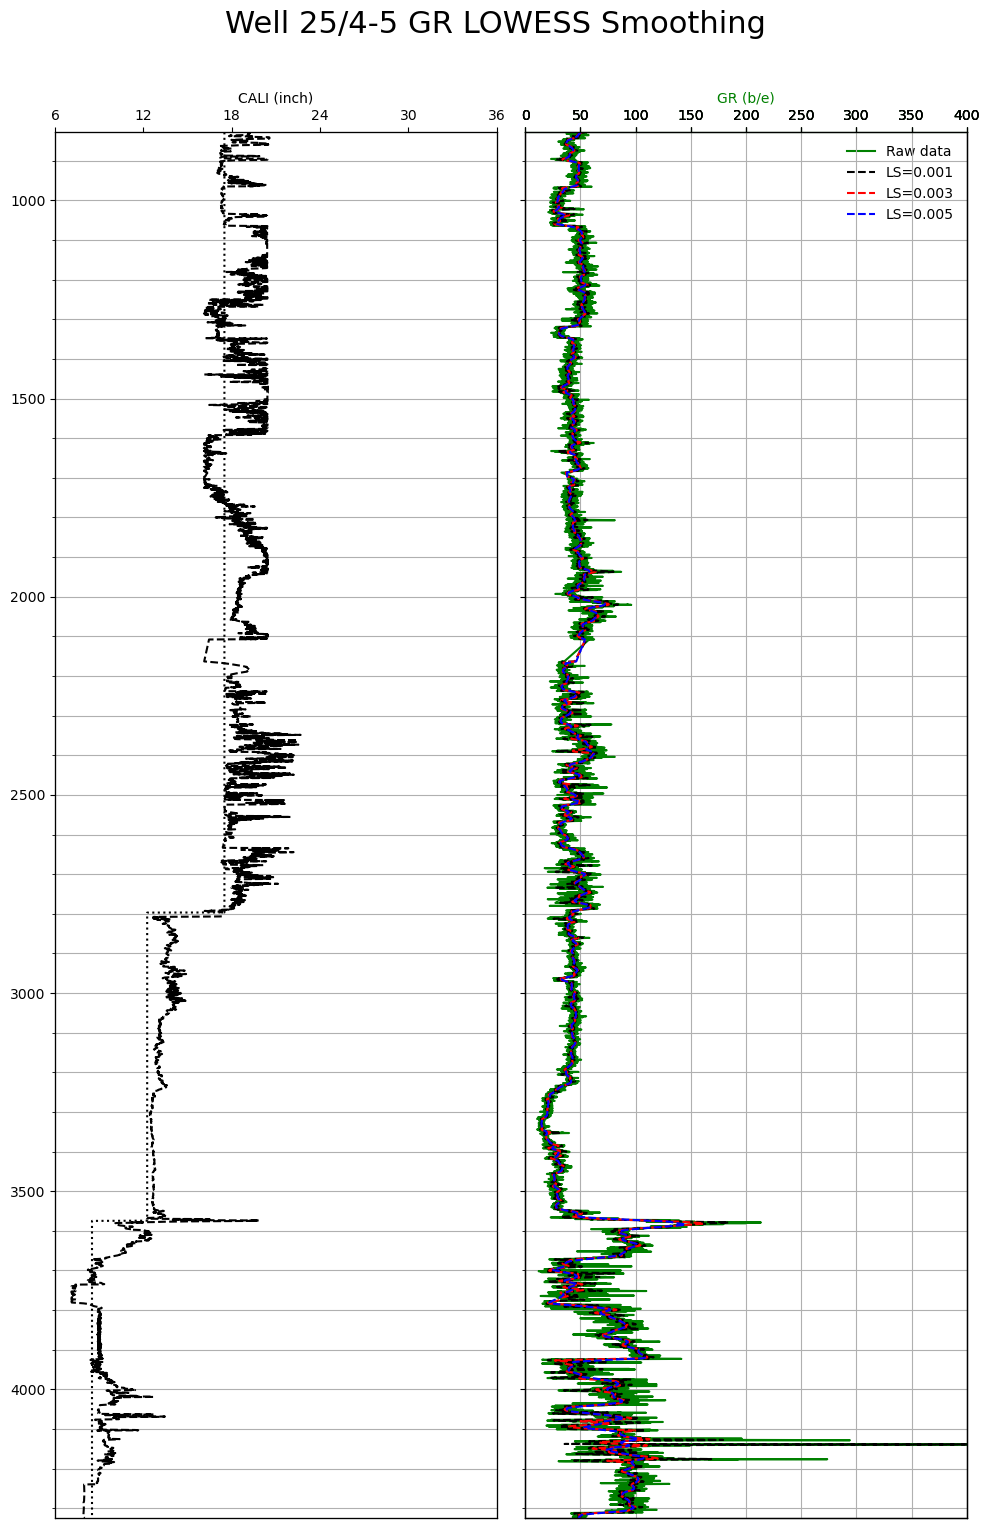 Well 25/4-5 GR LOWESS Smoothing
CALI (inch)
GR (b/e)
6 12 18 24 30 36
0 50 100 150 200 250 300 350 400
Raw data
LS=0.001
LS=0.003
LS=0.005
1000
1500
2000
2500
3000
3500
4000